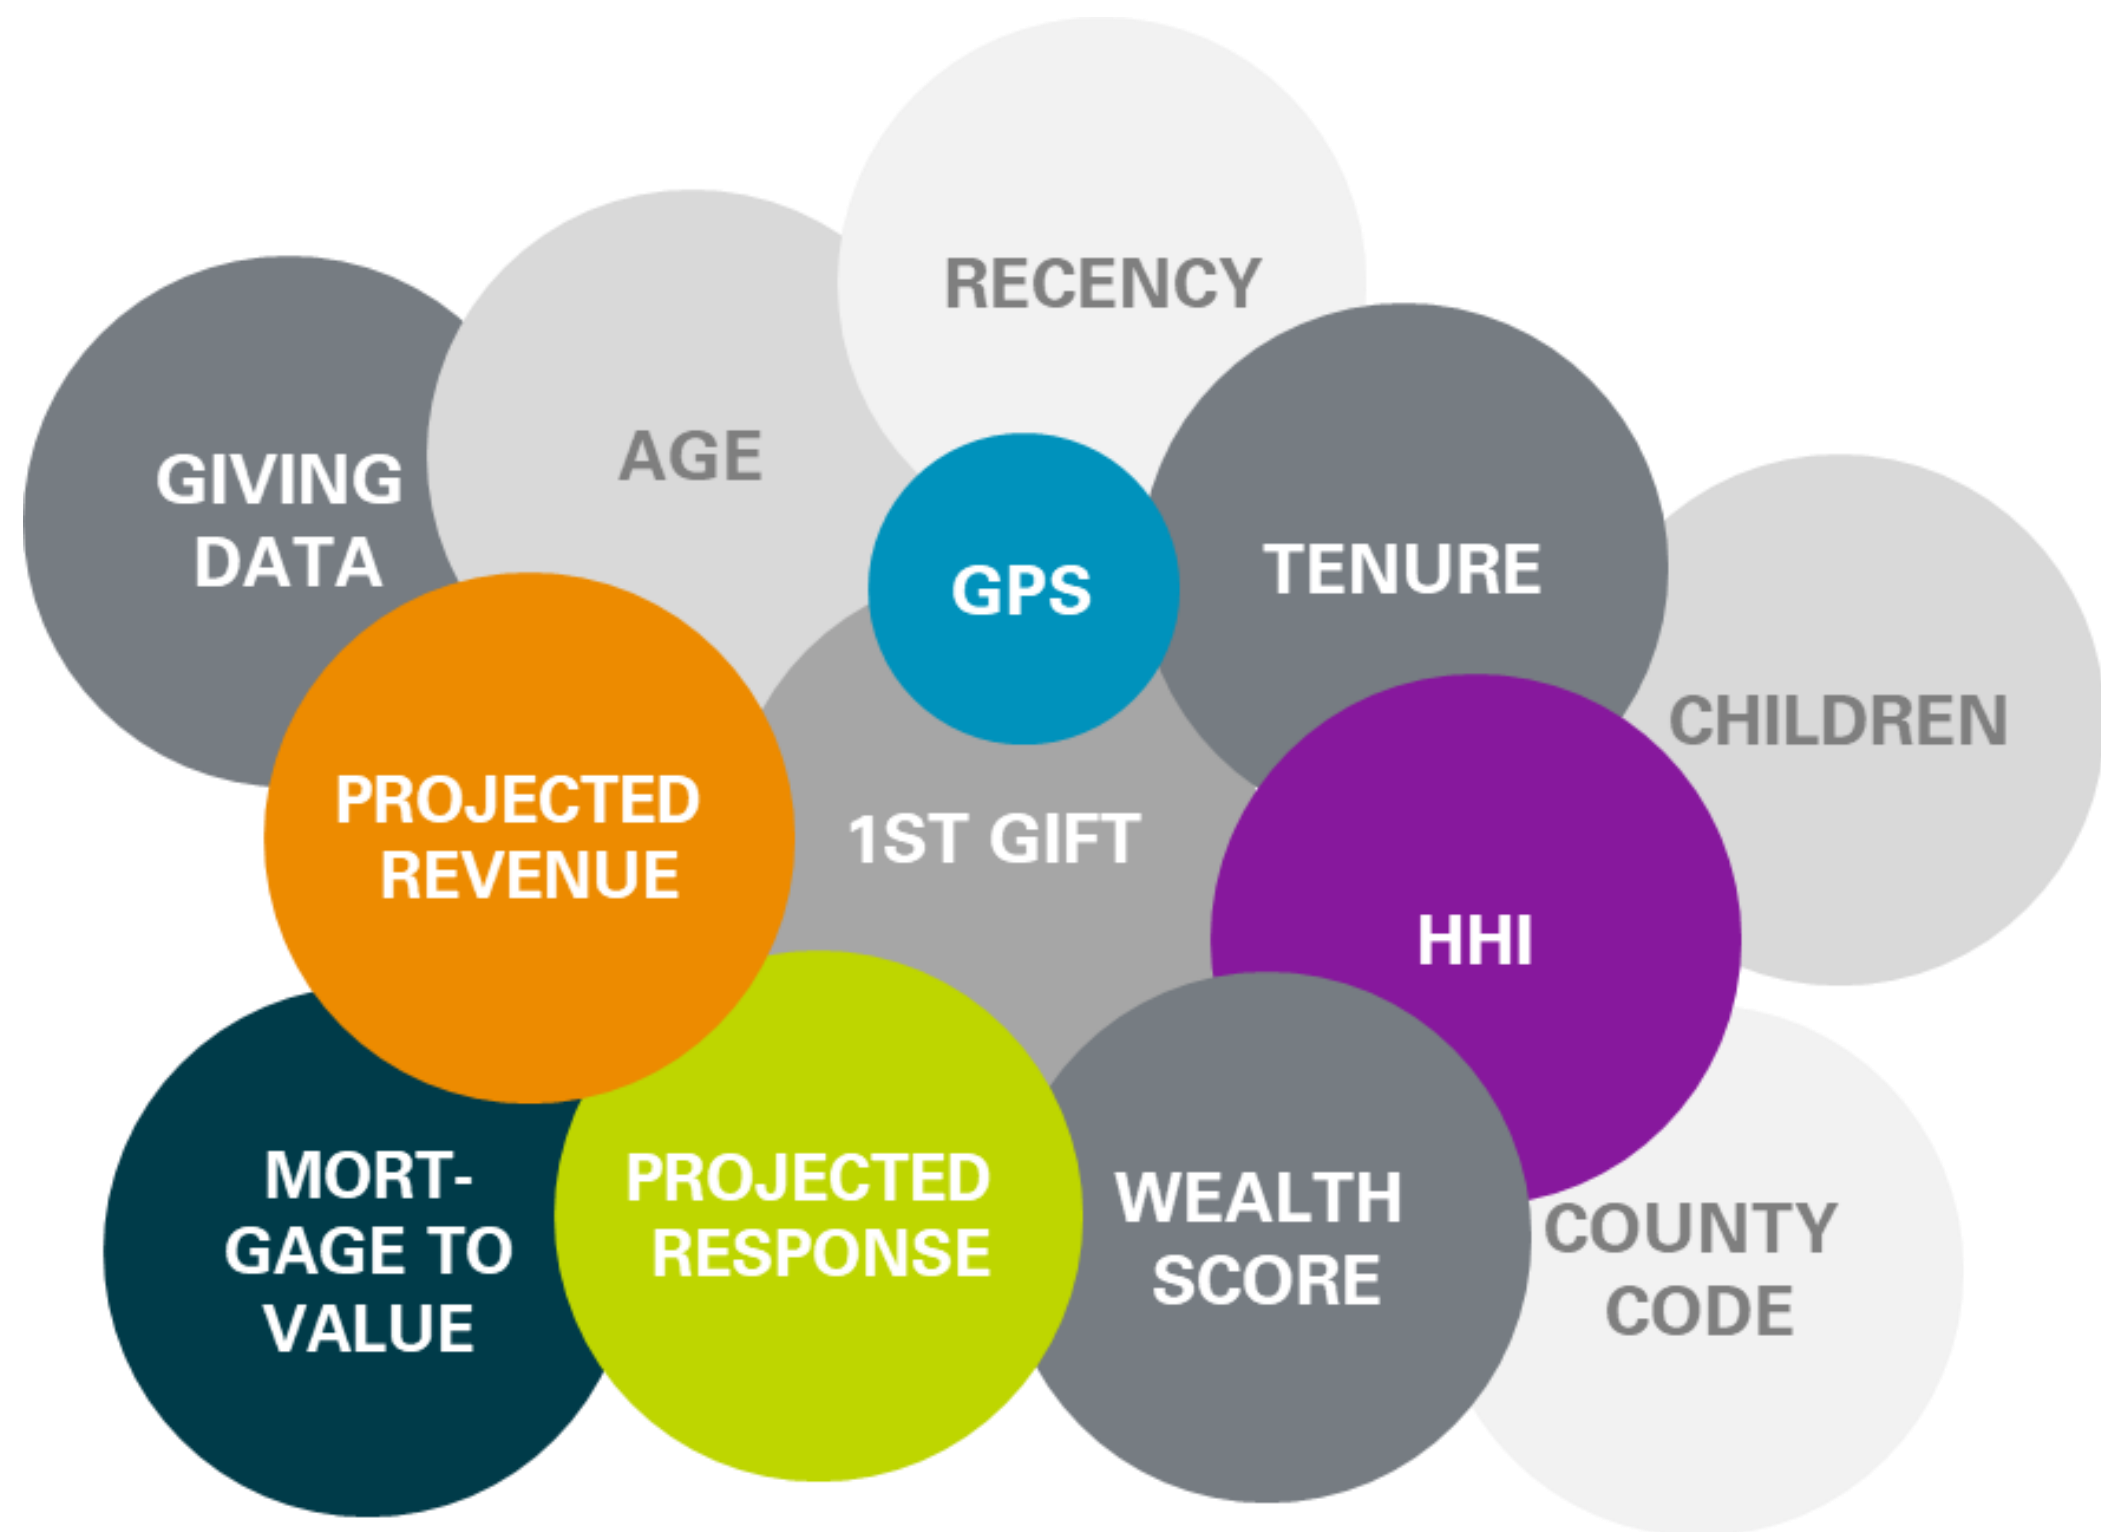 RECENCY
AGE
GIVING
DATA
GPS
TENURE
CHILDREN
PROJECTED
REVENUE
1ST GIFT
HHI
MORT-
GAGE TO
VALUE
PROJECTED
RESPONSE
WEALTH
SCORE
COUNTY
CODE